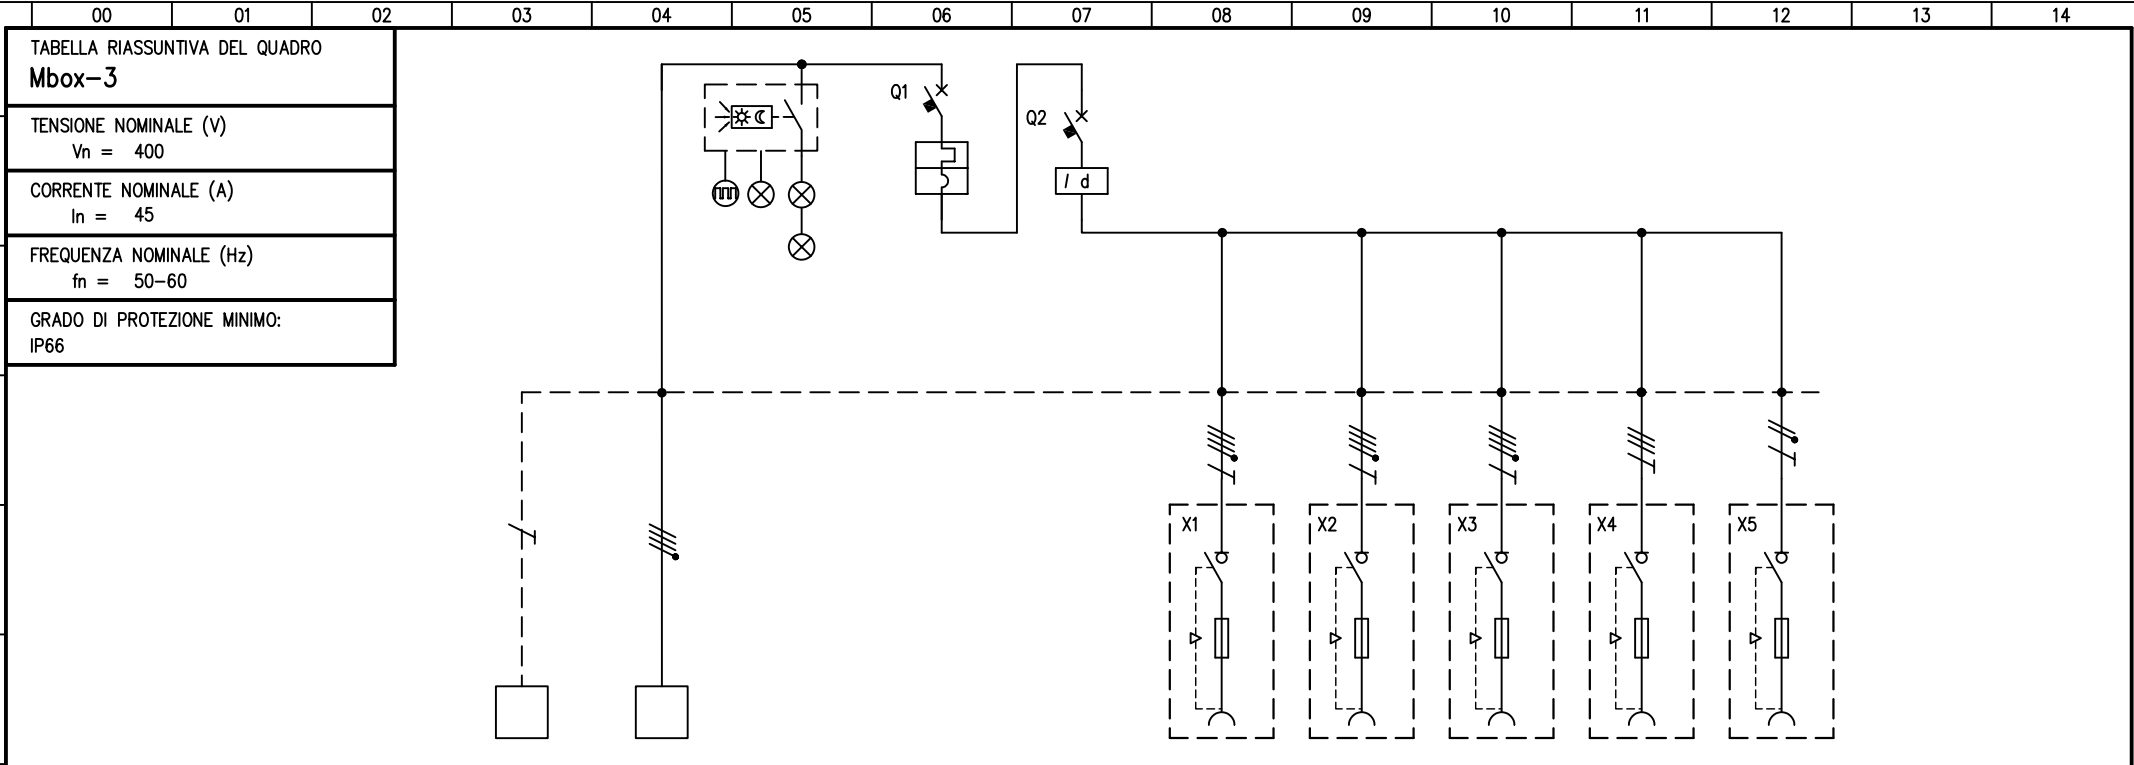 00 01 02 03 04 05 06 07 08 09 10 11 12 13 14
TABELLA RIASSUNTIVA DEL QUADRO
Mbox-3
TENSIONE NOMINALE (V)
Vn = 400
CORRENTE NOMINALE (A)
In = 45
FREQUENZA NOMINALE (Hz)
fn = 50-60
GRADO DI PROTEZIONE MINIMO:
IP66
Q1
Q2
I d
X1 X2 X3 X4 X5